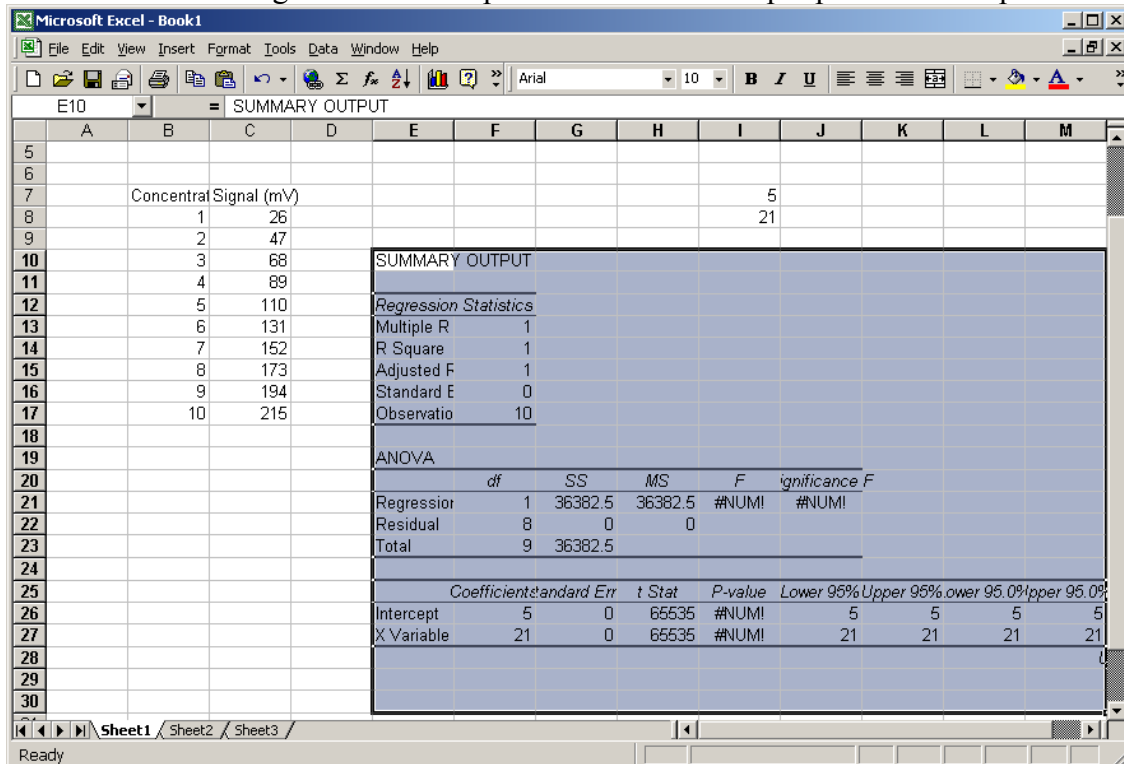 Microsoft Excel - Book1
File Edit View Insert Format Tools Data Window Help
Arial 10 B I U
E10 = SUMMARY OUTPUT
A B C D E F G H I J K L M
5
6
7 Concentrat Signal (mV) 5
8 1 26 21
9 2 47
10 3 68 SUMMARY OUTPUT
11 4 89
12 5 110 Regression Statistics
13 6 131 Multiple R 1
14 7 152 R Square 1
15 8 173 Adjusted R 1
16 9 194 Standard E 0
17 10 215 Observatio 10
18
19 ANOVA
20 df SS MS F ignificance F
21 Regression 1 36382.5 36382.5 #NUM! #NUM!
22 Residual 8 0 0
23 Total 9 36382.5
24
25 Coefficients tandard Err t Stat P-value Lower 95% Upper 95% ower 95.0% pper 95.0%
26 Intercept 5 0 65535 #NUM! 5 5 5 5
27 X Variable 21 0 65535 #NUM! 21 21 21 21
28
29
30
Sheet1 Sheet2 Sheet3
Ready